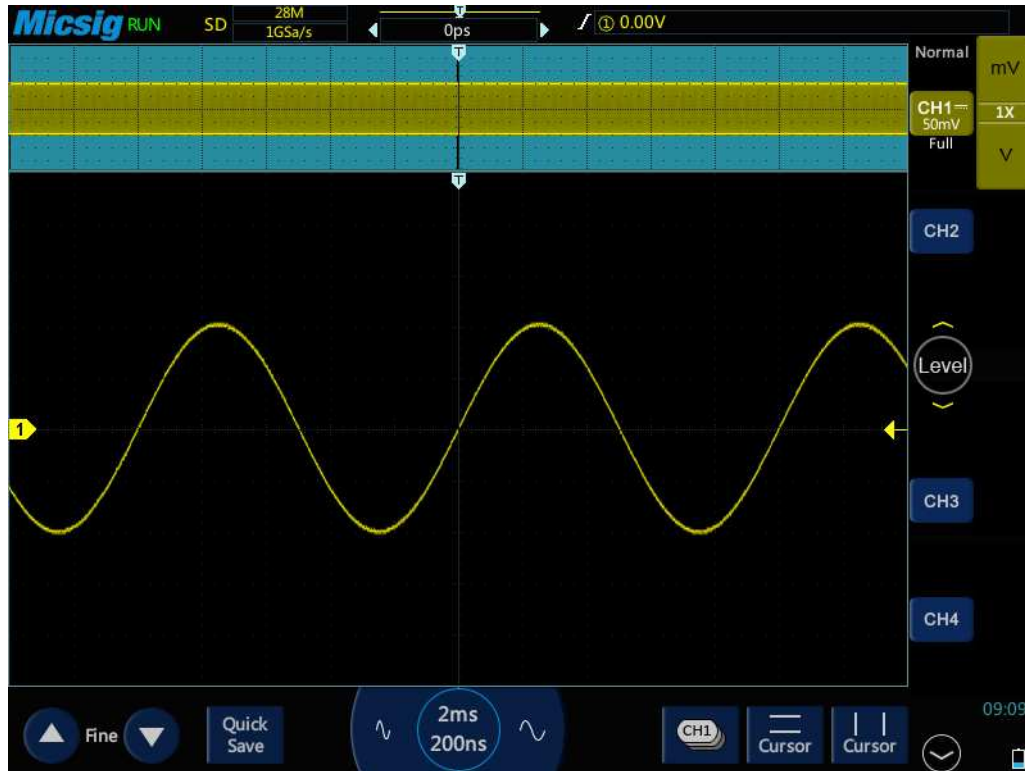 Micsig RUN SD 28M 1GSa/s T 0ps ① 0.00V
T
T
Normal
CH1
50mV
Full
mV
1X
V
CH2
Level
1
CH3
CH4
Fine
Quick
Save
2ms
200ns
CH1
Cursor
Cursor
09:09